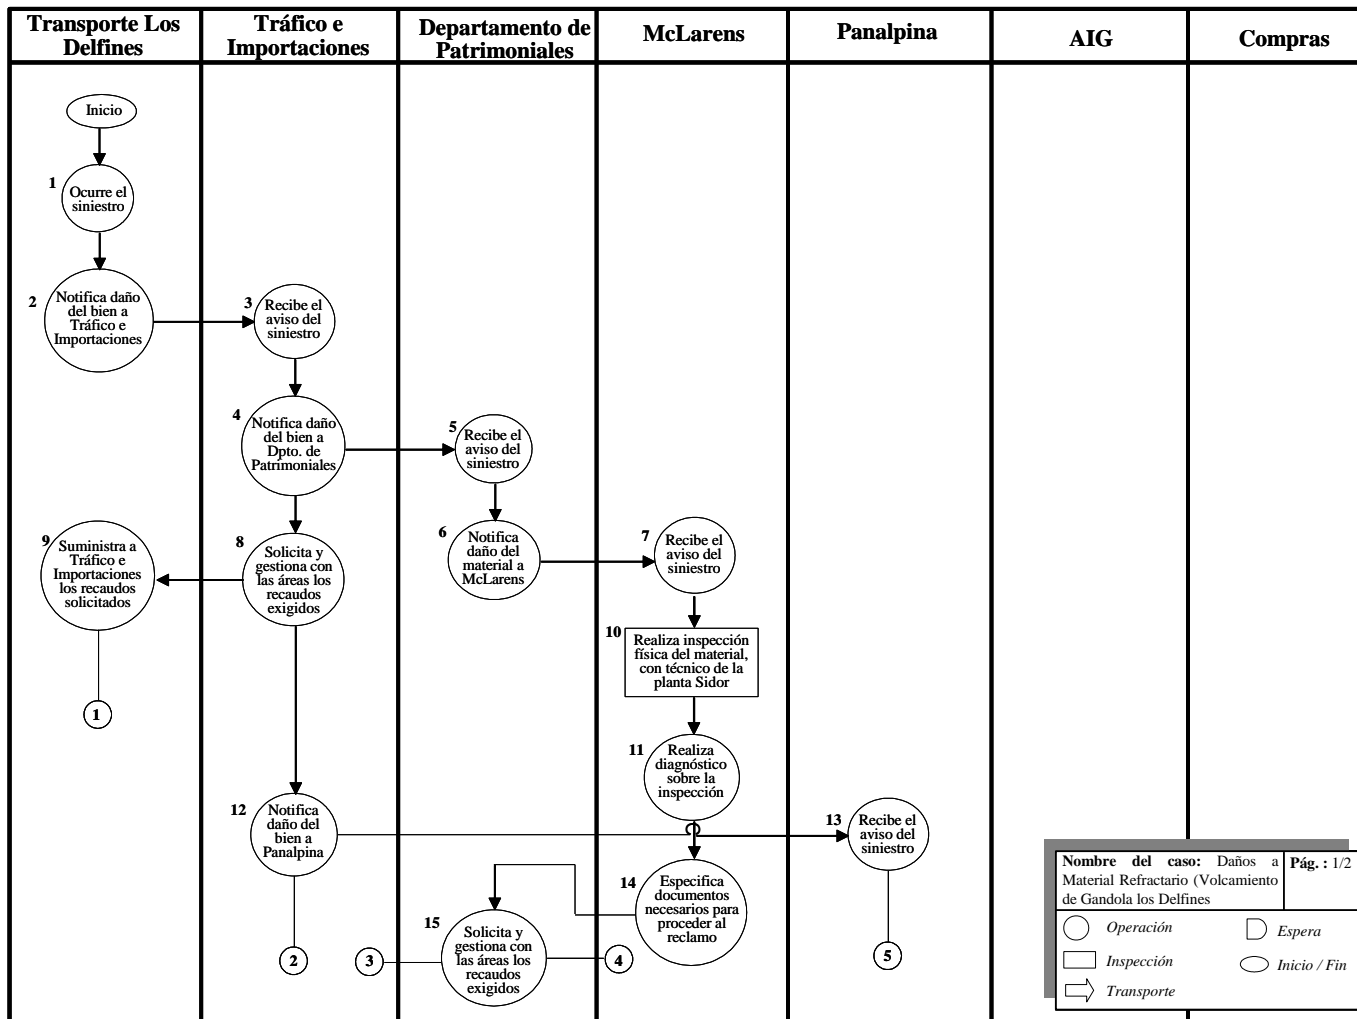 Transporte Los
Delfines
Tráfico e
Importaciones
Departamento de
Patrimoniales
McLarens
Panalpina
AIG
Compras
Inicio
1
Ocurre el
siniestro
2
Notifica daño
del bien a
Tráfico e
Importaciones
3
Recibe el
aviso del
siniestro
4
Notifica daño
del bien a
Dpto. de
Patrimoniales
5
Recibe el
aviso del
siniestro
6
Notifica
daño del
material a
McLarens
7
Recibe el
aviso del
siniestro
8
Solicita y
gestiona con
las áreas los
recaudos
exigidos
9
Suministra a
Tráfico e
Importaciones
los recaudos
solicitados
1
10
Realiza inspección
física del material,
con técnico de la
planta Sidor
11
Realiza
diagnóstico
sobre la
inspección
12
Notifica
daño del
bien a
Panalpina
2
13
Recibe el
aviso del
siniestro
5
14
Especifica
documentos
necesarios para
proceder al
reclamo
15
Solicita y
gestiona con
las áreas los
recaudos
exigidos
3
4
Nombre del caso: Daños a
Material Refractario (Volcamiento
de Gandola los Delfines
Pág. : 1/2
Operación
Espera
Inspección
Inicio / Fin
Transporte